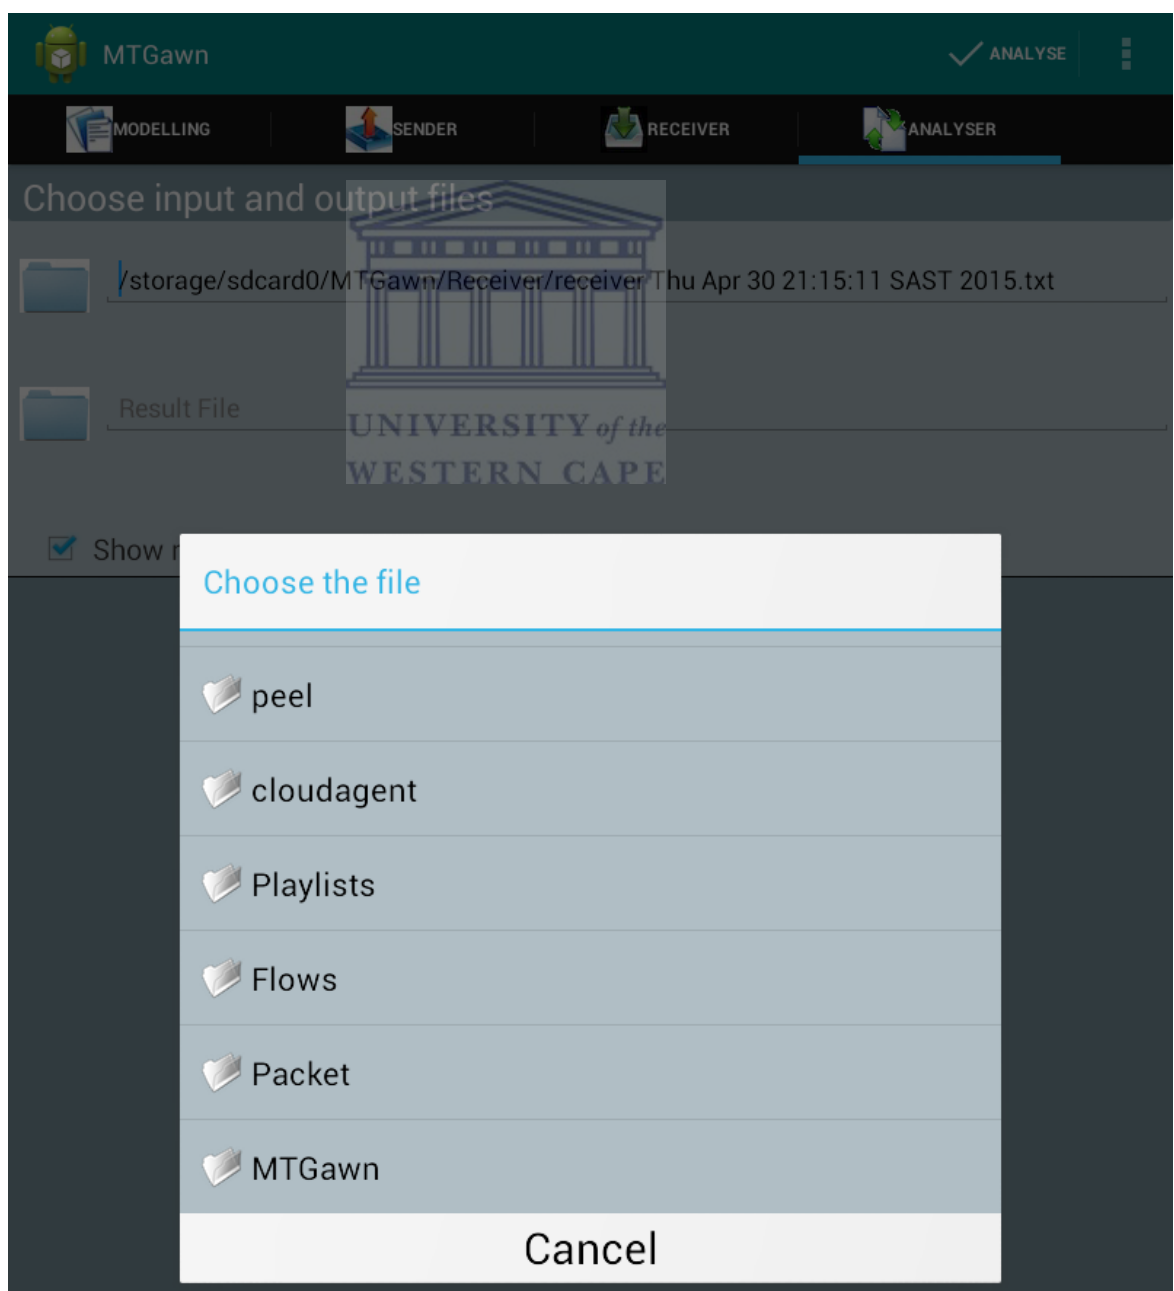 MTGawn
ANALYSE
MODELLING
SENDER
RECEIVER
ANALYSER
Choose input and output files
/storage/sdcard0/MTGawn/Receiver/receiver Thu Apr 30 21:15:11 SAST 2015.txt
Result File
UNIVERSITY of the
WESTERN CAPE
Show
Choose the file
peel
cloudagent
Playlists
Flows
Packet
MTGawn
Cancel